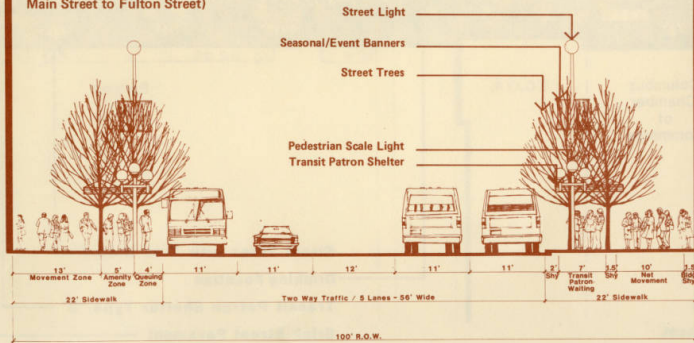 Main Street to Fulton Street)
Street Light
Seasonal/Event Banners
Street Trees
Pedestrian Scale Light
Transit Patron Shelter
13' 5' 4' 11' 11' 12' 11' 11' 2' 7' 1.5' 10'
Movement Zone Amenity Zone Queuing Zone Shy Transit Patron Waiting Shy Net Movement Shy
22' Sidewalk Two Way Traffic / 5 Lanes - 56' Wide 22' Sidewalk
100' R.O.W.